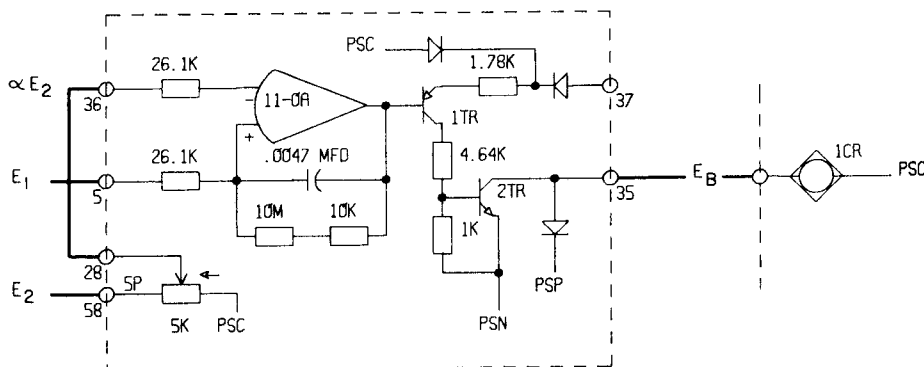 PSC
1.78K
26.1K
αE2
36
11-0A
-
+
1TR
37
.0047 MFD
4.64K
1CR
26.1K
E1
5
2TR
35
EB
PSC
10M
10K
1K
28
5P
PSP
E2
58
5K
PSC
PSN